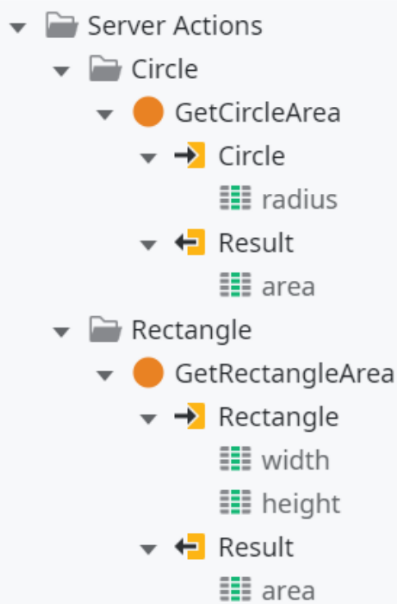 Server Actions
Circle
GetCircleArea
Circle
radius
Result
area
Rectangle
GetRectangleArea
Rectangle
width
height
Result
area